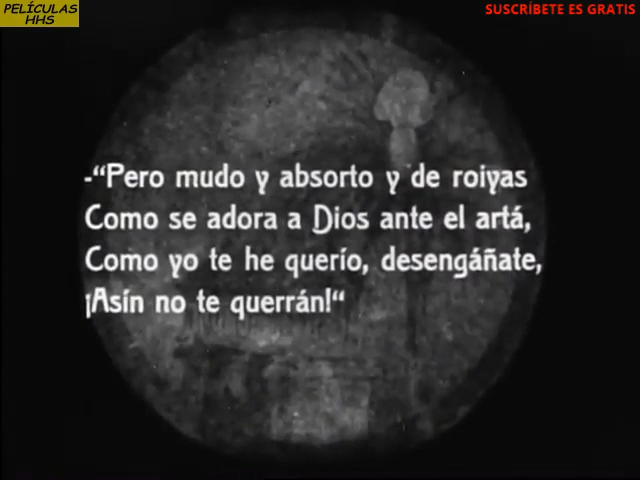 PELÍCULAS
HHS
SUSCRÍBETE ES GRATIS
-“Pero mudo y absorto y de roiyas
Como se adora a Dios ante el artá,
Como yo te he querío, desengáñate,
¡Asín no te querrán!“